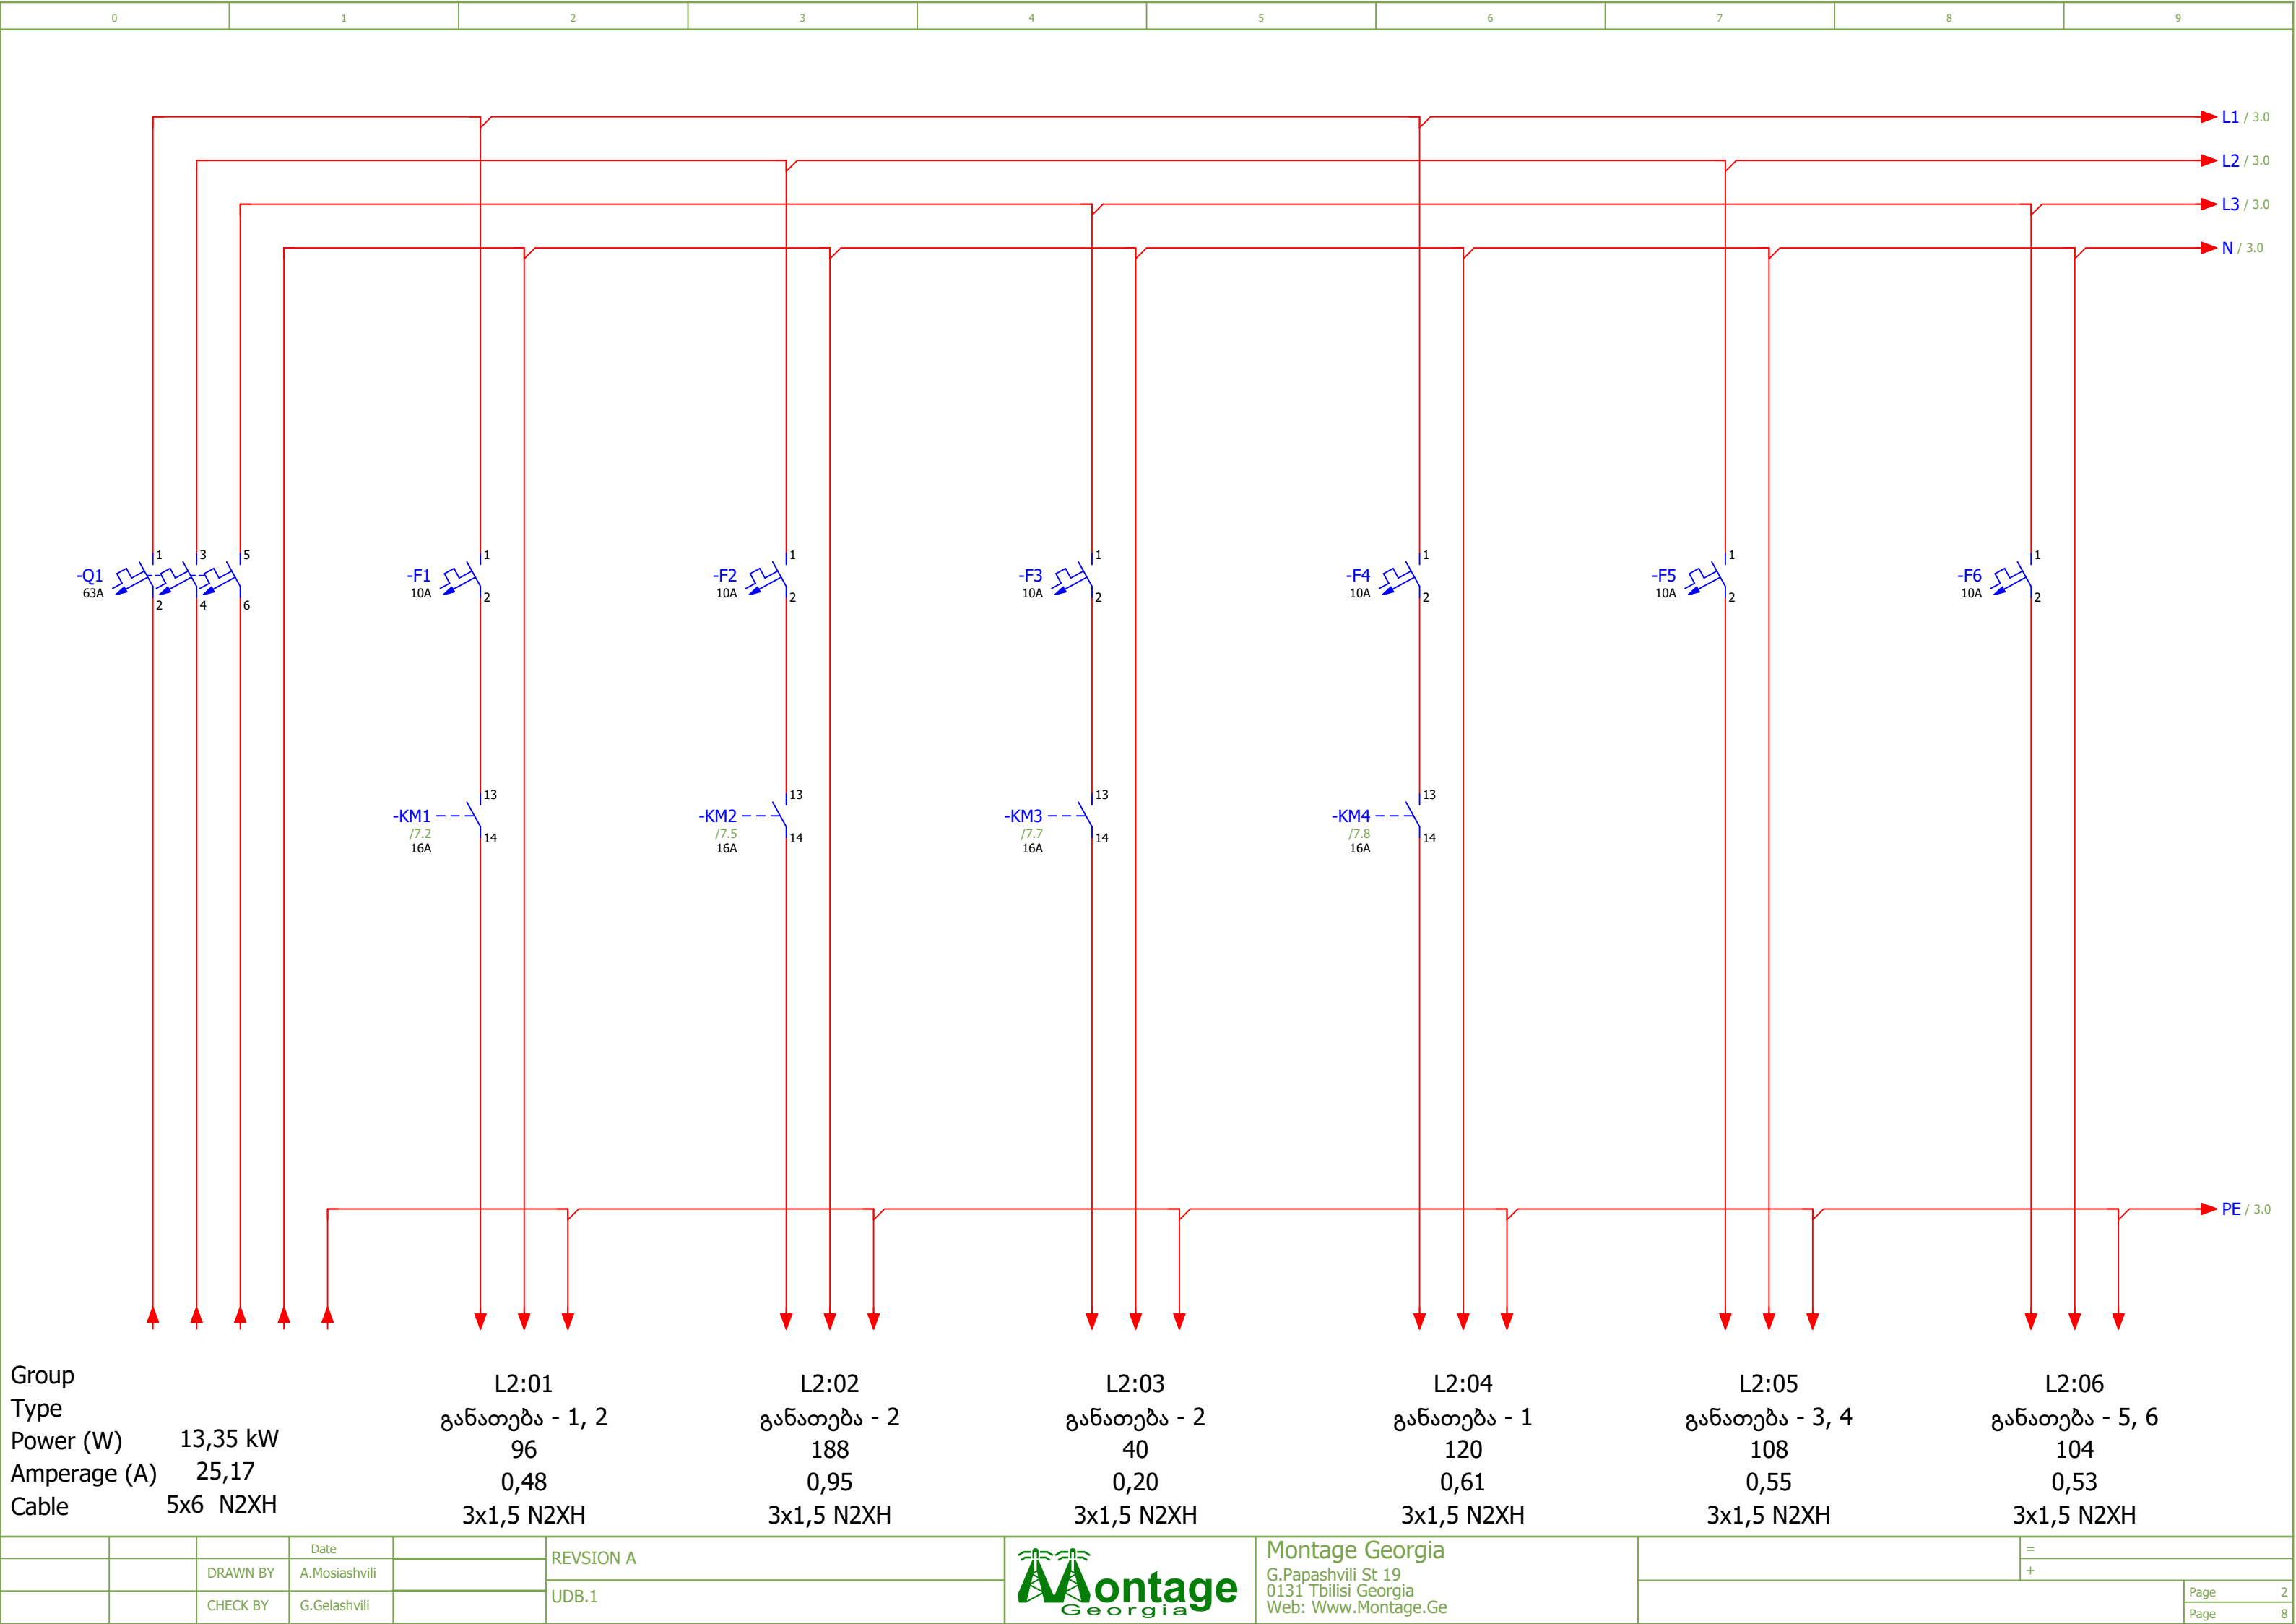 0 1 2 3 4 5 6 7 8 9
L1 / 3.0
L2 / 3.0
L3 / 3.0
N / 3.0
1 3 5 1 1 1 1 1 1
-Q1 -F1 -F2 -F3 -F4 -F5 -F6
63A 10A 10A 10A 10A 10A 10A
2 4 6 2 2 2 2 2 2
13 13 13 13
-KM1 -KM2 -KM3 -KM4
/7.2 /7.5 /7.7 /7.8
14 14 14 14
16A 16A 16A 16A
PE / 3.0
Group L2:01 L2:02 L2:03 L2:04 L2:05 L2:06
Type განათება - 1, 2 განათება - 2 განათება - 2 განათება - 1 განათება - 3, 4 განათება - 5, 6
Power (W) 13,35 kW 96 188 40 120 108 104
Amperage (A) 25,17 0,48 0,95 0,20 0,61 0,55 0,53
Cable 5x6 N2XH 3x1,5 N2XH 3x1,5 N2XH 3x1,5 N2XH 3x1,5 N2XH 3x1,5 N2XH 3x1,5 N2XH
Date
DRAWN BY A.Mosiashvili
CHECK BY G.Gelashvili
REVSION A
UDB.1
Montage
Georgia
Montage Georgia
G.Papashvili St 19
0131 Tbilisi Georgia
Web: Www.Montage.Ge
=
+
Page 2
Page 8